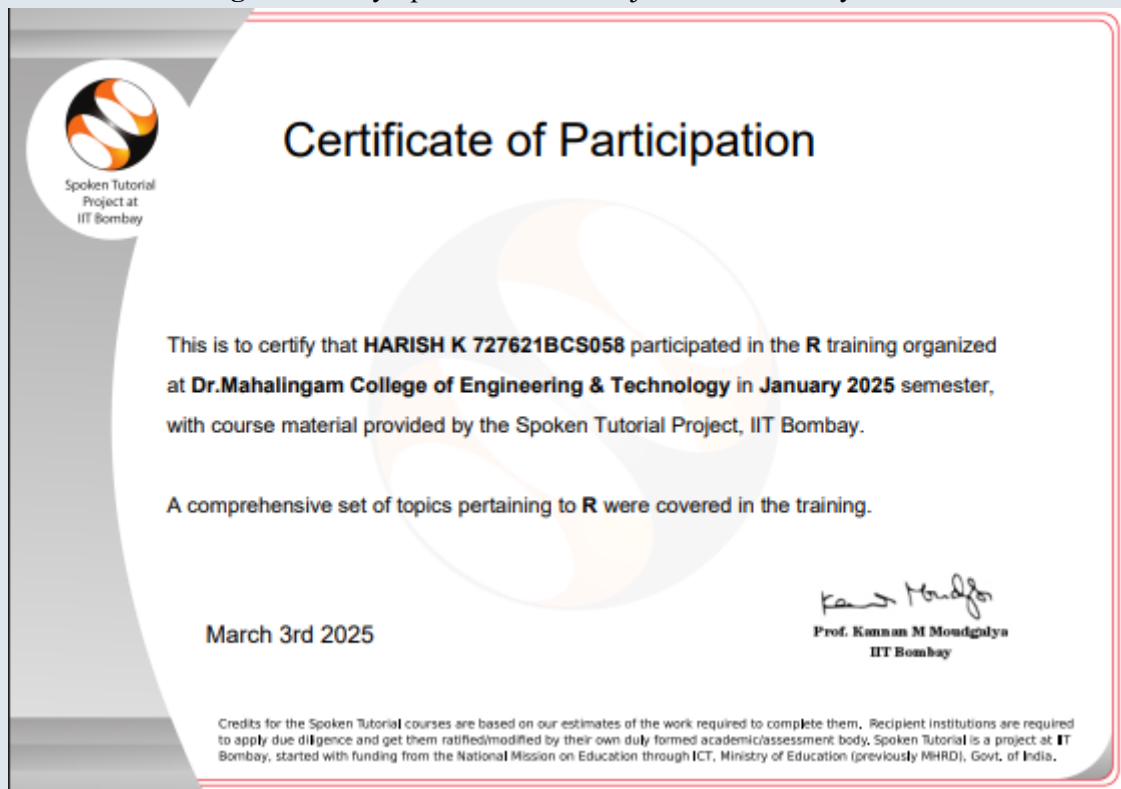 Spoken Tutorial
Project at
IIT Bombay
Certificate of Participation
This is to certify that HARISH K 727621BCS058 participated in the R training organized
at Dr.Mahalingam College of Engineering & Technology in January 2025 semester,
with course material provided by the Spoken Tutorial Project, IIT Bombay.
A comprehensive set of topics pertaining to R were covered in the training.
March 3rd 2025
Prof. Kannan M Moudgalya
IIT Bombay
Credits for the Spoken Tutorial courses are based on our estimates of the work required to complete them, Recipient institutions are required
to apply due diligence and get them ratified/modified by their own duly formed academic/assessment body. Spoken Tutorial is a project at IIT
Bombay, started with funding from the National Mission on Education through ICT, Ministry of Education (previously MHRD), Govt. of India.